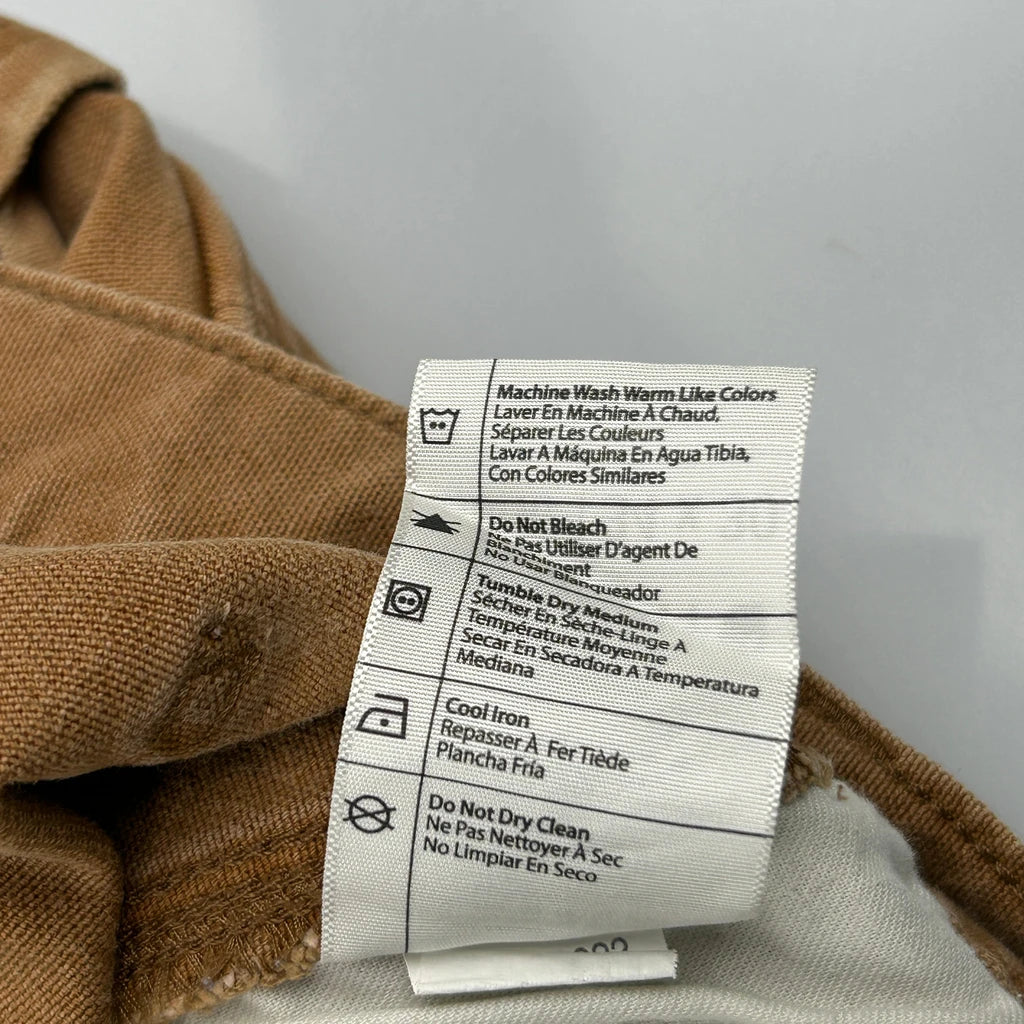 Machine Wash Warm Like Colors
Laver En Machine À Chaud,
Séparer Les Couleurs
Lavar A Máquina En Agua Tibia,
Con Colores Similares
Do Not Bleach
Ne Pas Utiliser D'agent De
Blanchiment
No Usar Blanqueador
Tumble Dry Medium
Sécher En Sèche-Linge À
Température Moyenne
Secar En Secadora A Temperatura
Mediana
Cool Iron
Repasser À Fer Tiède
Plancha Fría
Do Not Dry Clean
Ne Pas Nettoyer À Sec
No Limpiar En Seco